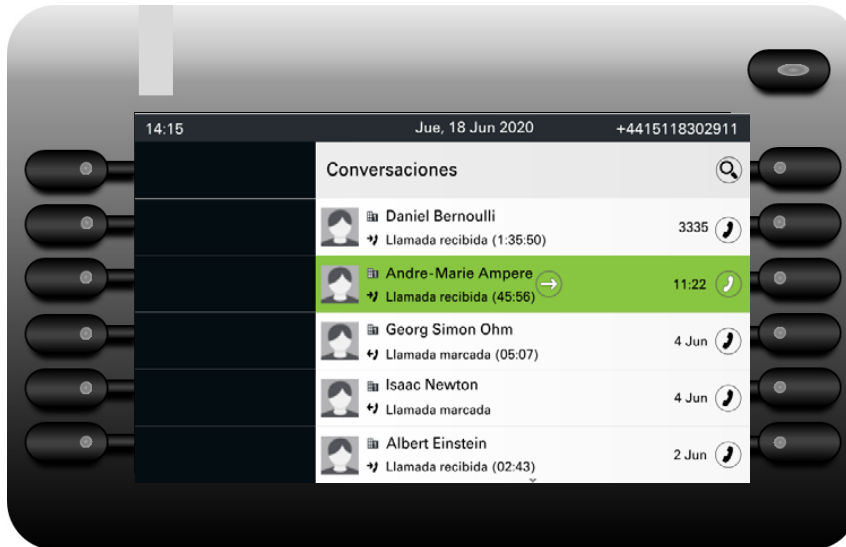 14:15 Jue, 18 Jun 2020 +4415118302911
Conversaciones
Daniel Bernoulli
Llamada recibida (1:35:50) 3335
Andre-Marie Ampere
Llamada recibida (45:56) 11:22
Georg Simon Ohm
Llamada marcada (05:07) 4 Jun
Isaac Newton
Llamada marcada 4 Jun
Albert Einstein
Llamada recibida (02:43) 2 Jun